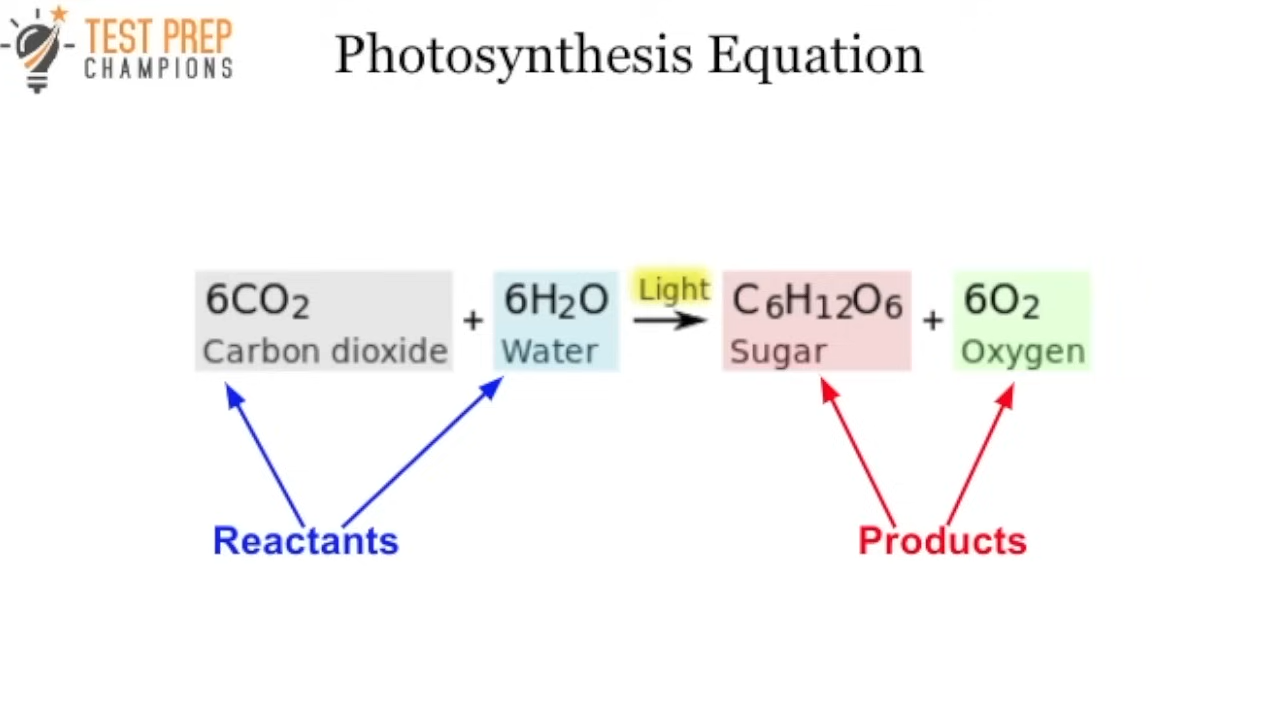 TEST PREP
CHAMPIONS
Photosynthesis Equation
6CO₂ + 6H₂O Light C₆H₁₂O₆ + 6O₂
Carbon dioxide Water Sugar Oxygen
Reactants Products